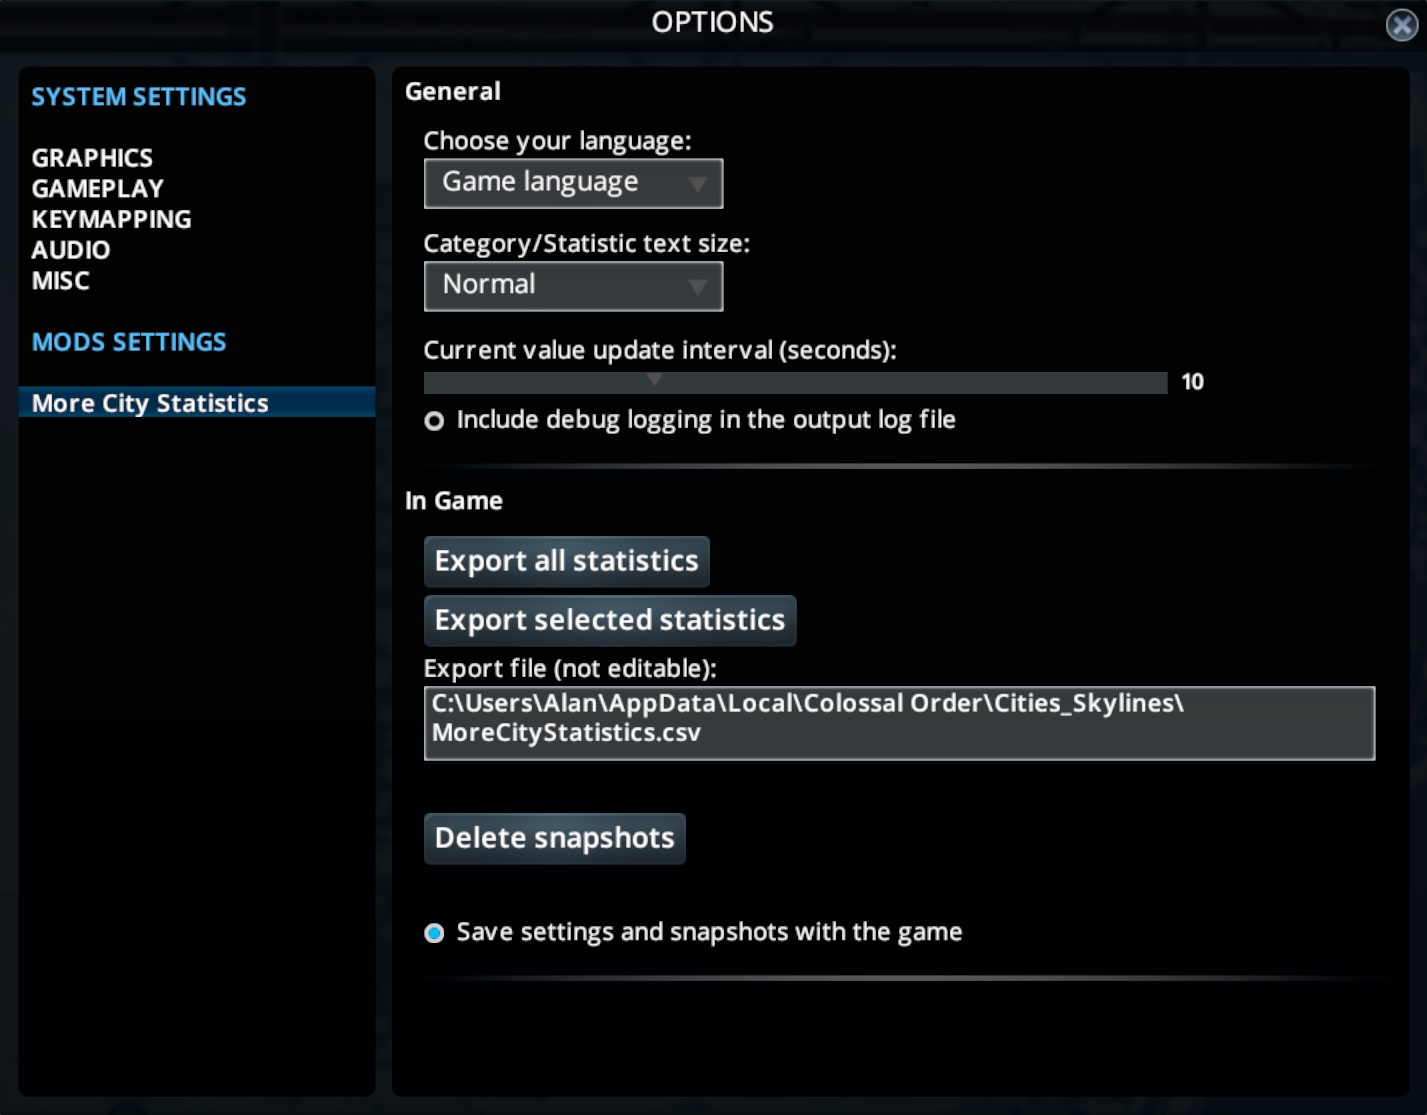 OPTIONS
SYSTEM SETTINGS
GRAPHICS
GAMEPLAY
KEYMAPPING
AUDIO
MISC
MODS SETTINGS
More City Statistics
General
Choose your language:
Game language
Category/Statistic text size:
Normal
Current value update interval (seconds):
10
Include debug logging in the output log file
In Game
Export all statistics
Export selected statistics
Export file (not editable):
C:\Users\Alan\AppData\Local\Colossal Order\Cities_Skylines\
MoreCityStatistics.csv
Delete snapshots
Save settings and snapshots with the game